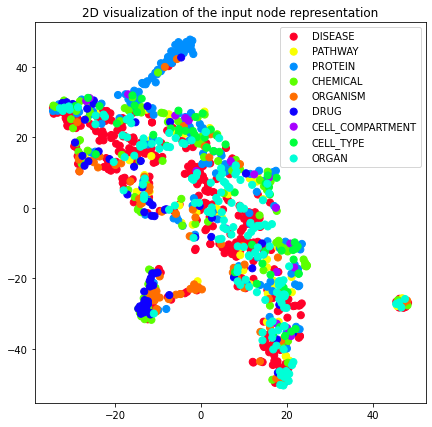 2D visualization of the input node representation
DISEASE
PATHWAY
PROTEIN
CHEMICAL
ORGANISM
DRUG
CELL_COMPARTMENT
CELL_TYPE
ORGAN
40
20
0
−20
−40
−20
0
20
40